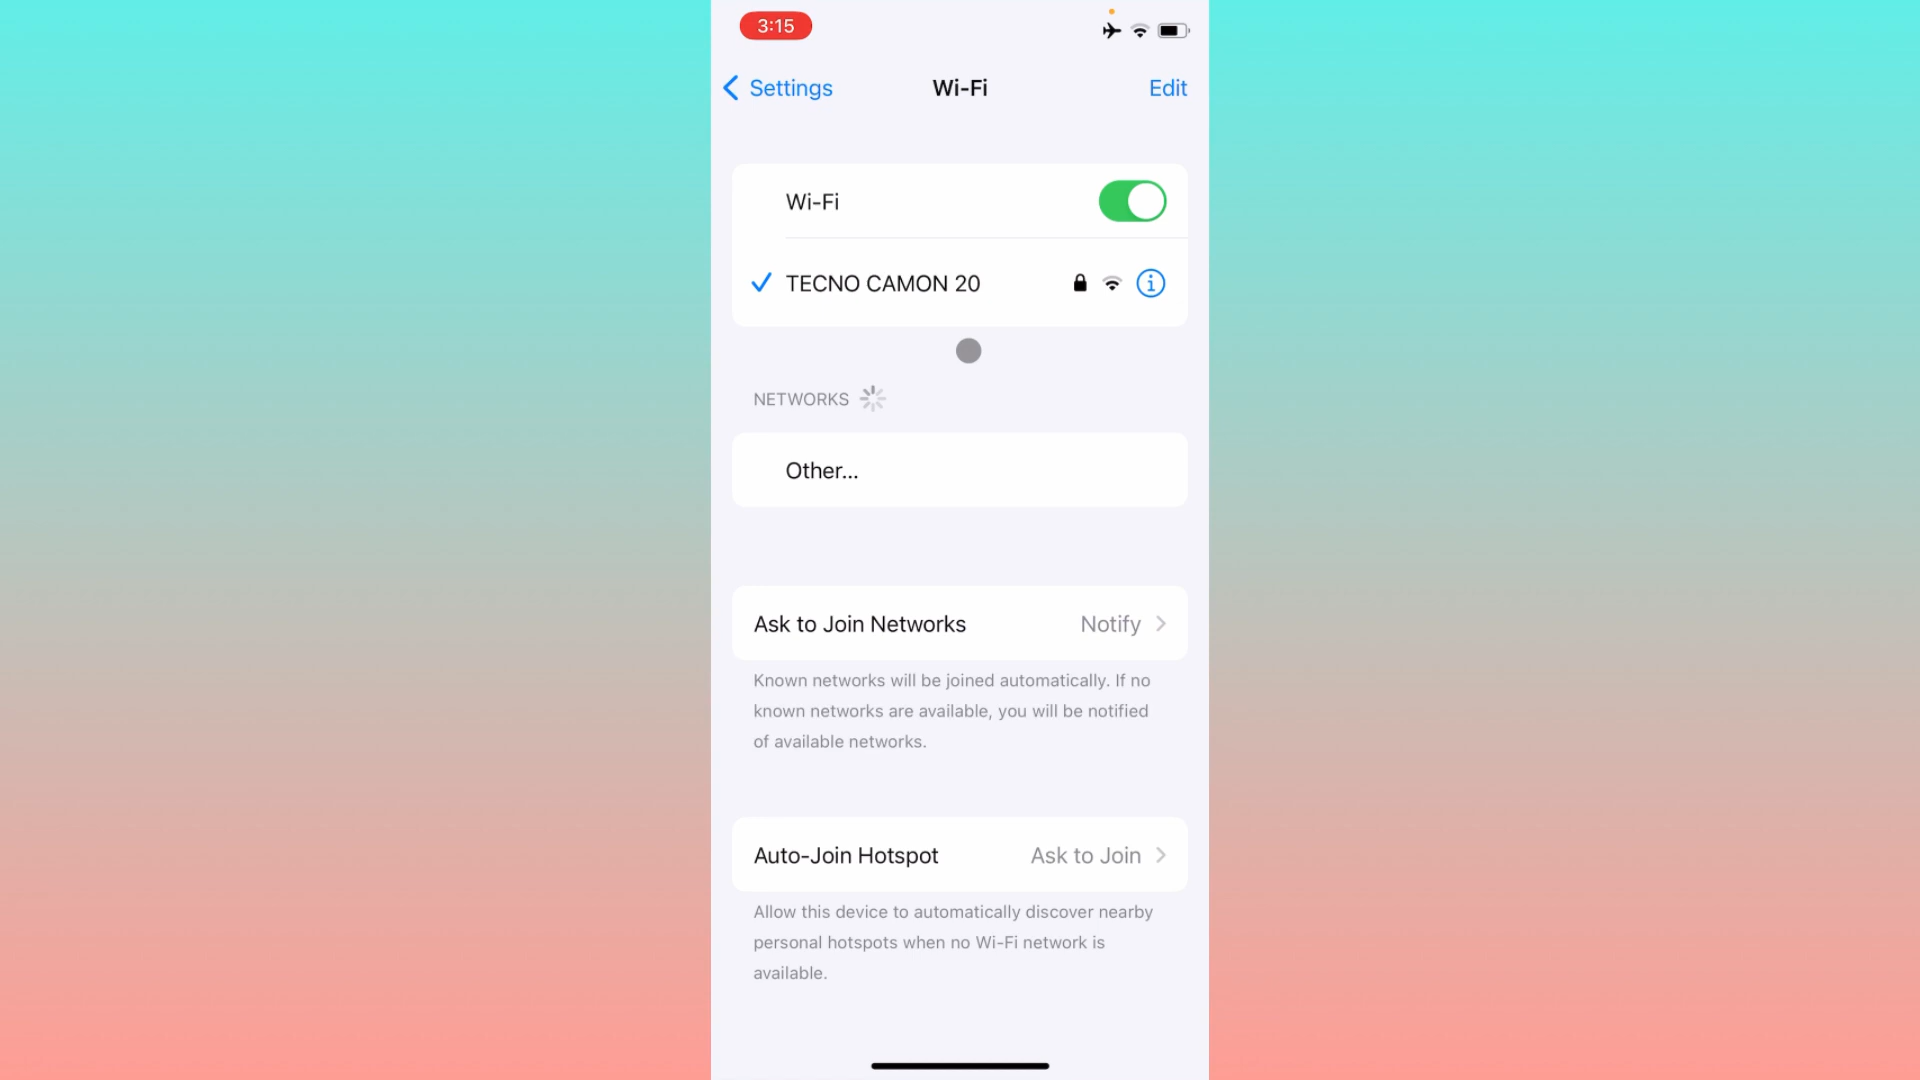 3:15
Settings
Wi-Fi
Edit
Wi-Fi
TECNO CAMON 20
NETWORKS
Other...
Ask to Join Networks
Notify
Known networks will be joined automatically. If no
known networks are available, you will be notified
of available networks.
Auto-Join Hotspot
Ask to Join
Allow this device to automatically discover nearby
personal hotspots when no Wi-Fi network is
available.